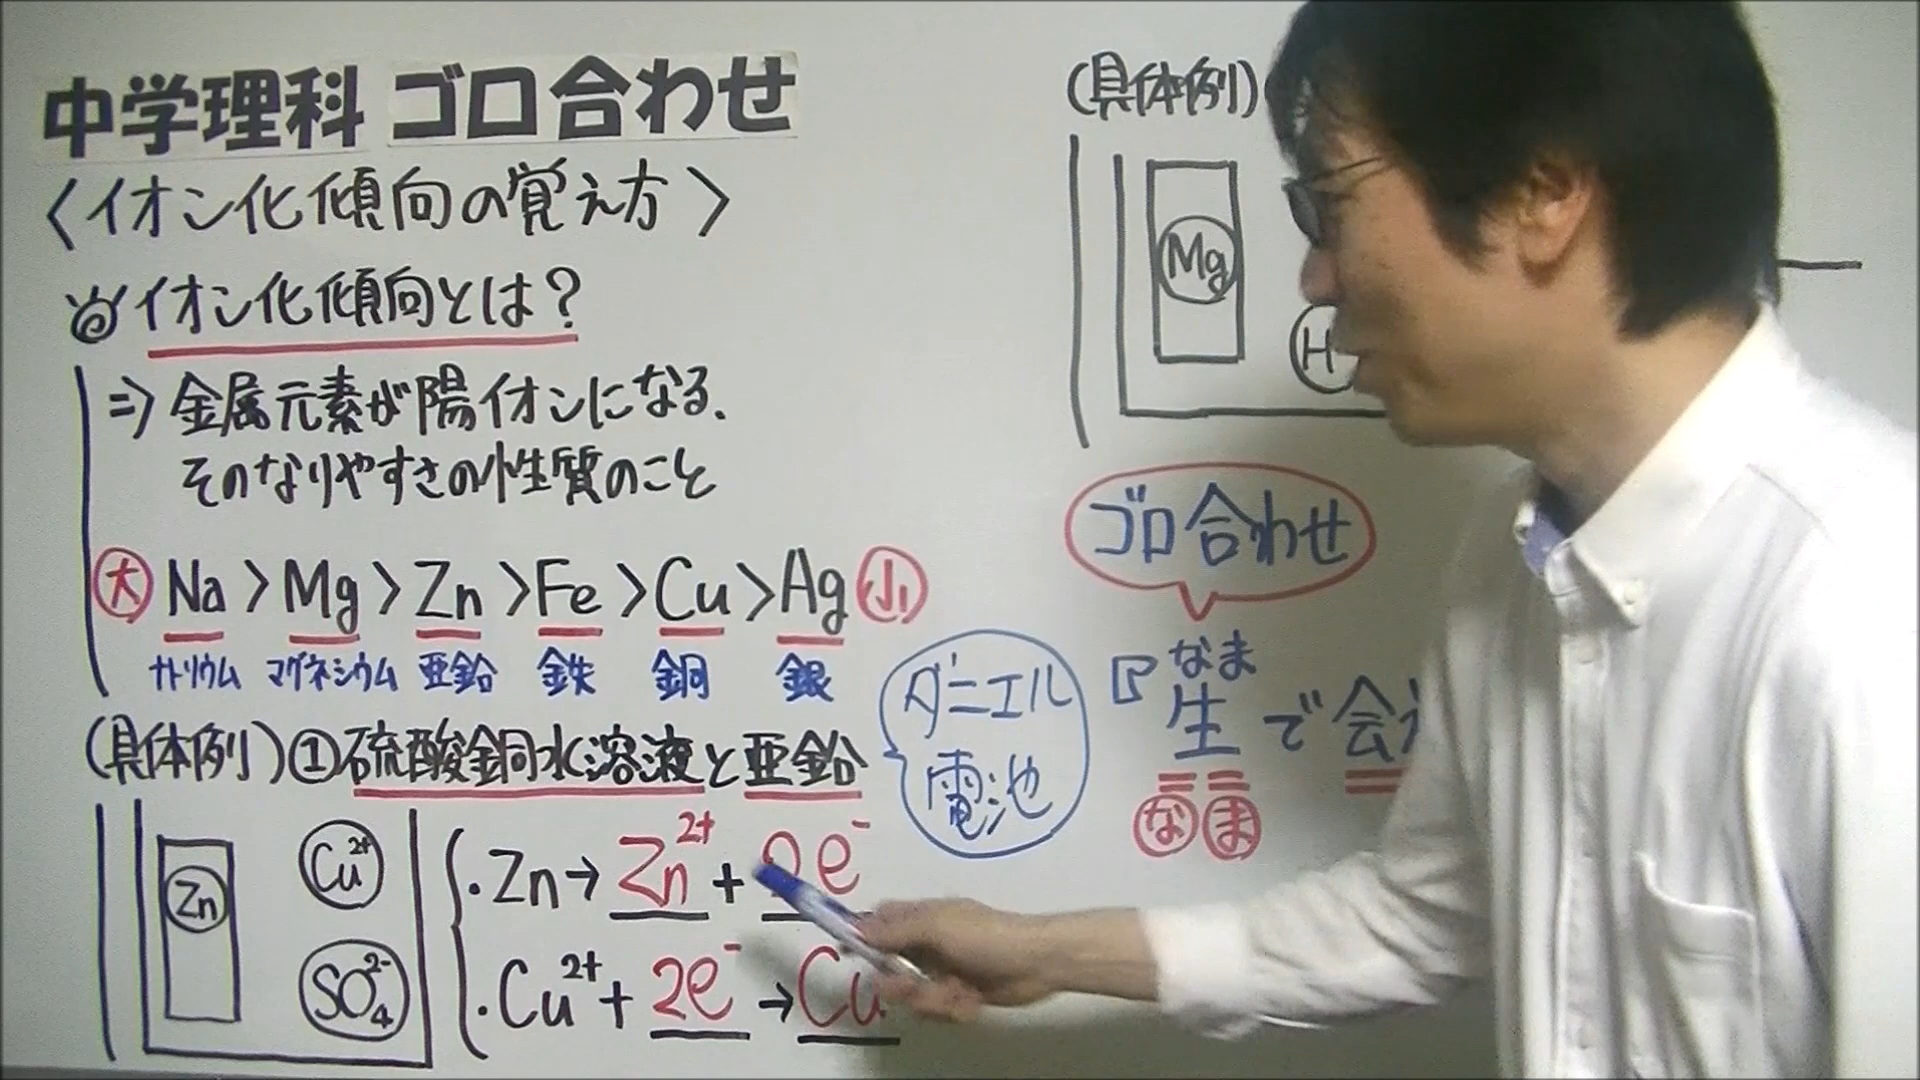 中学理科 ゴロ合わせ
〈イオン化傾向の覚え方〉
イオン化傾向とは?
⇒ 金属元素が陽イオンになる、
そのなりやすさの性質のこと
大 Na > Mg > Zn > Fe > Cu > Ag 小
ナトリウム マグネシウム 亜鉛 鉄 銅 銀
(具体例)①硫酸銅水溶液と亜鉛
Zn
Cu²⁺
SO₄²⁻
・Zn → Zn²⁺ + 2e⁻
・Cu²⁺ + 2e⁻ → Cu
ダニエル
電池
(具体例)
Mg
H
ゴロ合わせ
なま
『生で会
な ま